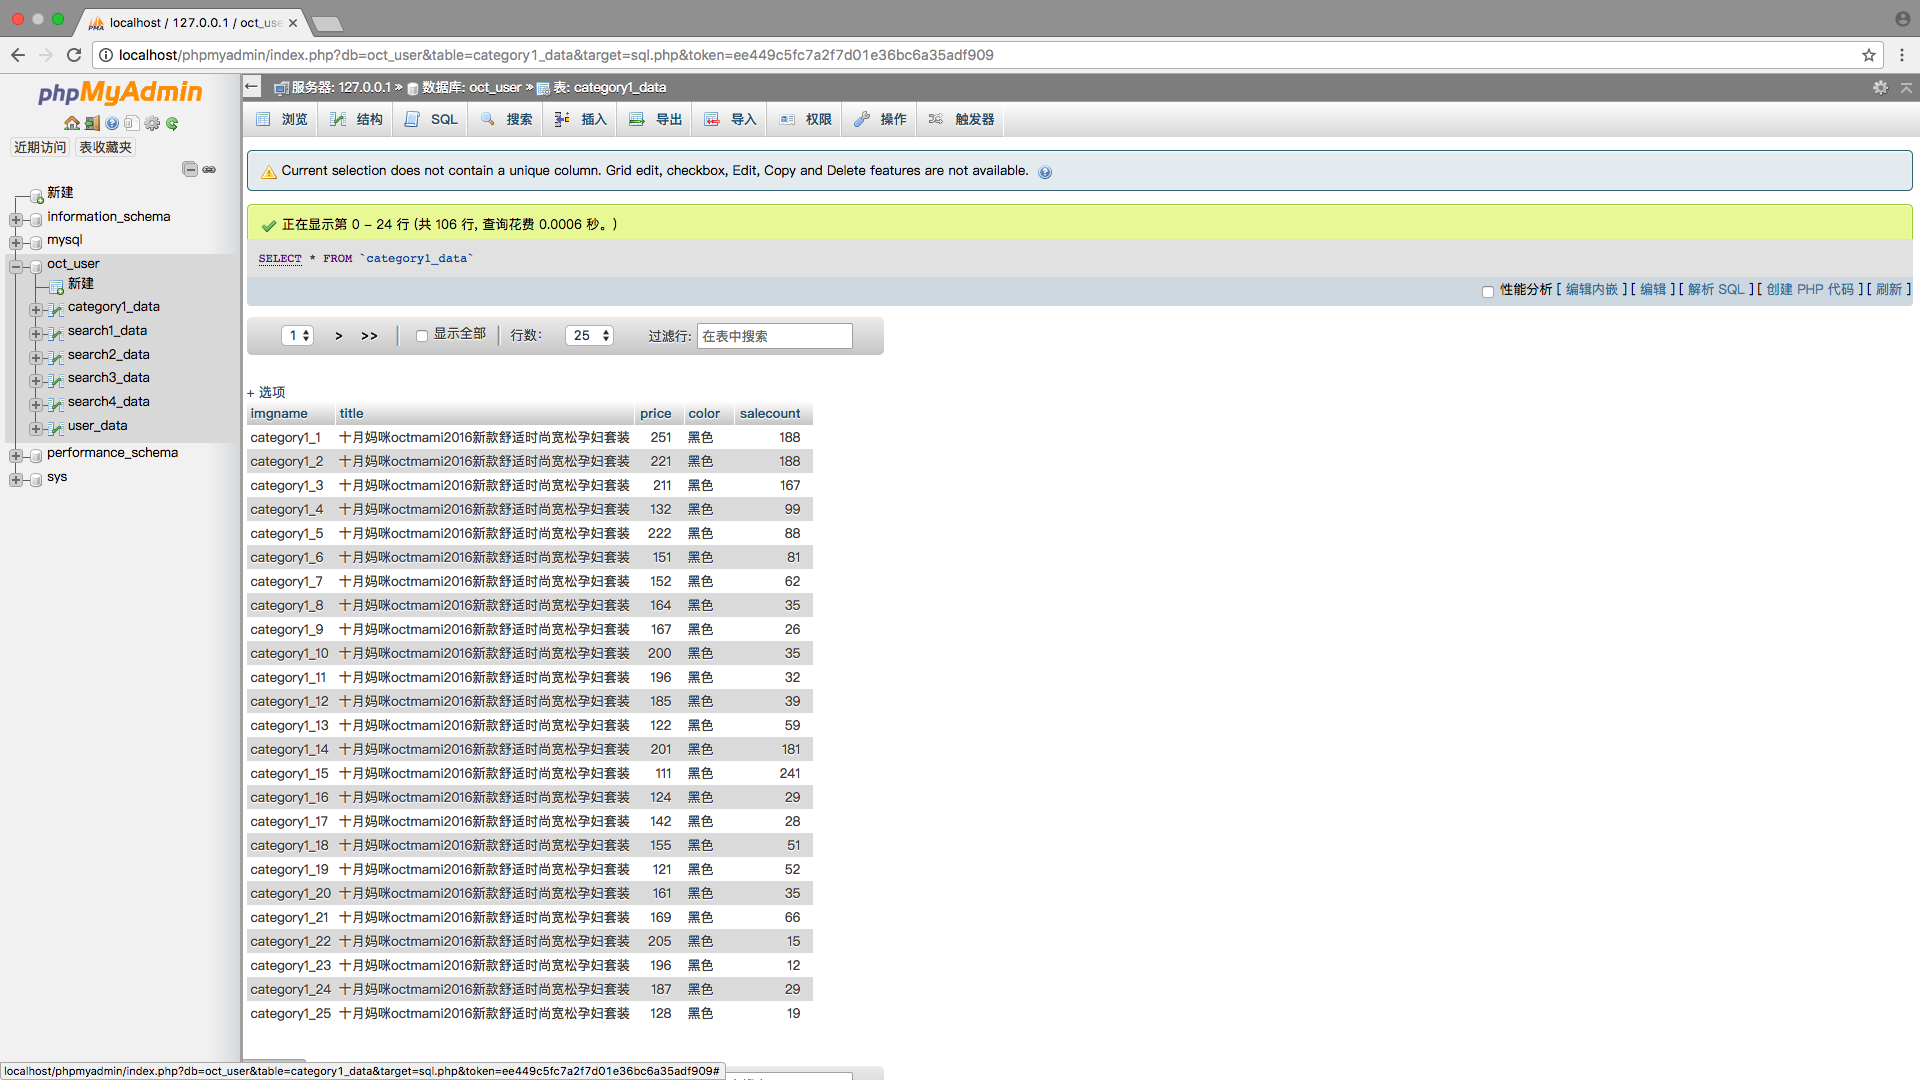 localhost / 127.0.0.1 / oct_use
localhost/phpmyadmin/index.php?db=oct_user&table=category1_data&target=sql.php&token=ee449c5fc7a2f7d01e36bc6a35adf909
phpMyAdmin
近期访问 表收藏夹
新建
information_schema
mysql
oct_user
新建
category1_data
search1_data
search2_data
search3_data
search4_data
user_data
performance_schema
sys
服务器: 127.0.0.1 » 数据库: oct_user » 表: category1_data
浏览 结构 SQL 搜索 插入 导出 导入 权限 操作 触发器
Current selection does not contain a unique column. Grid edit, checkbox, Edit, Copy and Delete features are not available.
正在显示第 0 - 24 行 (共 106 行, 查询花费 0.0006 秒。)
SELECT * FROM `category1_data`
性能分析 [ 编辑内嵌 ] [ 编辑 ] [ 解析 SQL ] [ 创建 PHP 代码 ] [ 刷新 ]
1 > >> 显示全部 行数: 25 过滤行: 在表中搜索
+ 选项
imgname title price color salecount
category1_1 十月妈咪octmami2016新款舒适时尚宽松孕妇套装 251 黑色 188
category1_2 十月妈咪octmami2016新款舒适时尚宽松孕妇套装 221 黑色 188
category1_3 十月妈咪octmami2016新款舒适时尚宽松孕妇套装 211 黑色 167
category1_4 十月妈咪octmami2016新款舒适时尚宽松孕妇套装 132 黑色 99
category1_5 十月妈咪octmami2016新款舒适时尚宽松孕妇套装 222 黑色 88
category1_6 十月妈咪octmami2016新款舒适时尚宽松孕妇套装 151 黑色 81
category1_7 十月妈咪octmami2016新款舒适时尚宽松孕妇套装 152 黑色 62
category1_8 十月妈咪octmami2016新款舒适时尚宽松孕妇套装 164 黑色 35
category1_9 十月妈咪octmami2016新款舒适时尚宽松孕妇套装 167 黑色 26
category1_10 十月妈咪octmami2016新款舒适时尚宽松孕妇套装 200 黑色 35
category1_11 十月妈咪octmami2016新款舒适时尚宽松孕妇套装 196 黑色 32
category1_12 十月妈咪octmami2016新款舒适时尚宽松孕妇套装 185 黑色 39
category1_13 十月妈咪octmami2016新款舒适时尚宽松孕妇套装 122 黑色 59
category1_14 十月妈咪octmami2016新款舒适时尚宽松孕妇套装 201 黑色 181
category1_15 十月妈咪octmami2016新款舒适时尚宽松孕妇套装 111 黑色 241
category1_16 十月妈咪octmami2016新款舒适时尚宽松孕妇套装 124 黑色 29
category1_17 十月妈咪octmami2016新款舒适时尚宽松孕妇套装 142 黑色 28
category1_18 十月妈咪octmami2016新款舒适时尚宽松孕妇套装 155 黑色 51
category1_19 十月妈咪octmami2016新款舒适时尚宽松孕妇套装 121 黑色 52
category1_20 十月妈咪octmami2016新款舒适时尚宽松孕妇套装 161 黑色 35
category1_21 十月妈咪octmami2016新款舒适时尚宽松孕妇套装 169 黑色 66
category1_22 十月妈咪octmami2016新款舒适时尚宽松孕妇套装 205 黑色 15
category1_23 十月妈咪octmami2016新款舒适时尚宽松孕妇套装 196 黑色 12
category1_24 十月妈咪octmami2016新款舒适时尚宽松孕妇套装 187 黑色 29
category1_25 十月妈咪octmami2016新款舒适时尚宽松孕妇套装 128 黑色 19
localhost/phpmyadmin/index.php?db=oct_user&table=category1_data&target=sql.php&token=ee449c5fc7a2f7d01e36bc6a35adf909#